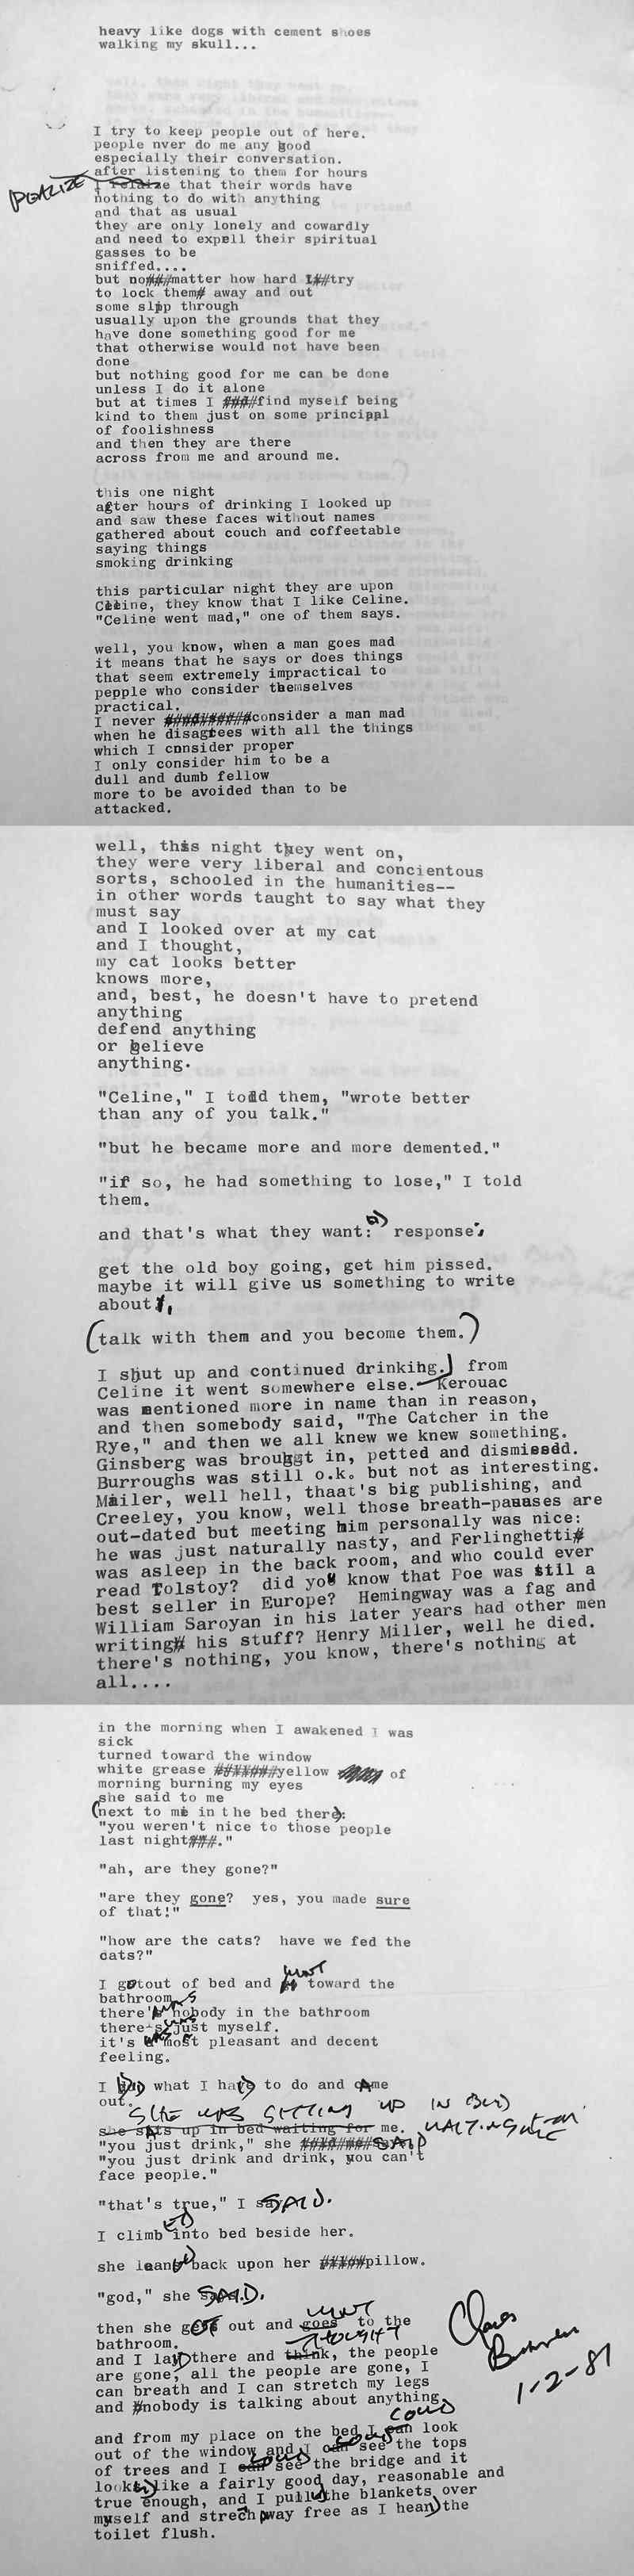 heavy like dogs with cement shoes
walking my skull...
I try to keep people out of here.
people nver do me any good
especially their conversation.
after listening to them for hours
REALIZE
I that their words have
nothing to do with anything
and that as usual
they are only lonely and cowardly
and need to expell their spiritual
gasses to be
sniffed....
but no matter how hard I try
to lock them away and out
some slip through
usually upon the grounds that they
have done something good for me
that otherwise would not have been
done
but nothing good for me can be done
unless I do it alone
but at times I find myself being
kind to them just on some principal
of foolishness
and then they are there
across from me and around me.
this one night
after hours of drinking I looked up
and saw these faces without names
gathered about couch and coffeetable
saying things
smoking drinking
this particular night they are upon
Celine, they know that I like Celine.
"Celine went mad," one of them says.
well, you know, when a man goes mad
it means that he says or does things
that seem extremely impractical to
pepple who consider themselves
practical.
I never consider a man mad
when he disagrees with all the things
which I cnnsider proper
I only consider him to be a
dull and dumb fellow
more to be avoided than to be
attacked.
well, this night they went on,
they were very liberal and concientous
sorts, schooled in the humanities--
in other words taught to say what they
must say
and I looked over at my cat
and I thought,
my cat looks better
knows more,
and, best, he doesn't have to pretend
anything
defend anything
or believe
anything.
"Celine," I told them, "wrote better
than any of you talk."
"but he became more and more demented."
"if so, he had something to lose," I told
them.
and that's what they want: response:
get the old boy going, get him pissed.
maybe it will give us something to write
about.
(talk with them and you become them.)
I shut up and continued drinking. from
Celine it went somewhere else. Kerouac
was mentioned more in name than in reason,
and then somebody said, "The Catcher in the
Rye," and then we all knew we knew something.
Ginsberg was brought in, petted and dismissed.
Burroughs was still o.k. but not as interesting.
Mailer, well hell, thaat's big publishing, and
Creeley, you know, well those breath-pauses are
out-dated but meeting him personally was nice:
he was just naturally nasty, and Ferlinghetti
was asleep in the back room, and who could ever
read Tolstoy? did you know that Poe was stil a
best seller in Europe? Hemingway was a fag and
William Saroyan in his later years had other men
writing his stuff? Henry Miller, well he died.
there's nothing, you know, there's nothing at
all....
in the morning when I awakened I was
sick
turned toward the window
white grease yellow of
morning burning my eyes
she said to me
(next to me in the bed there):
"you weren't nice to those people
last night."
"ah, are they gone?"
"are they gone? yes, you made sure
of that!"
"how are the cats? have we fed the
cats?"
I got out of bed and went toward the
bathroom
there was nobody in the bathroom
there was just myself.
it was a most pleasant and decent
feeling.
I did what I had to do and came
out.
SHE WAS SITTING UP IN BED
she sits up in bed waiting for me. WAITING FOR ME
"you just drink," she SAID
"you just drink and drink, you can't
face people."
"that's true," I SAID.
I climbED into bed beside her.
she leaned back upon her pillow.
"god," she SAID.
then she got out and went to the
bathroom.
and I layD there and thought, the people
are gone, all the people are gone, I
can breath and I can stretch my legs
and nobody is talking about anything
and from my place on the bed I could look
out of the window and I could see the tops
of trees and I could see the bridge and it
looked like a fairly good day, reasonable and
true enough, and I pulled the blankets over
myself and strech away free as I heard the
toilet flush.
1-2-87